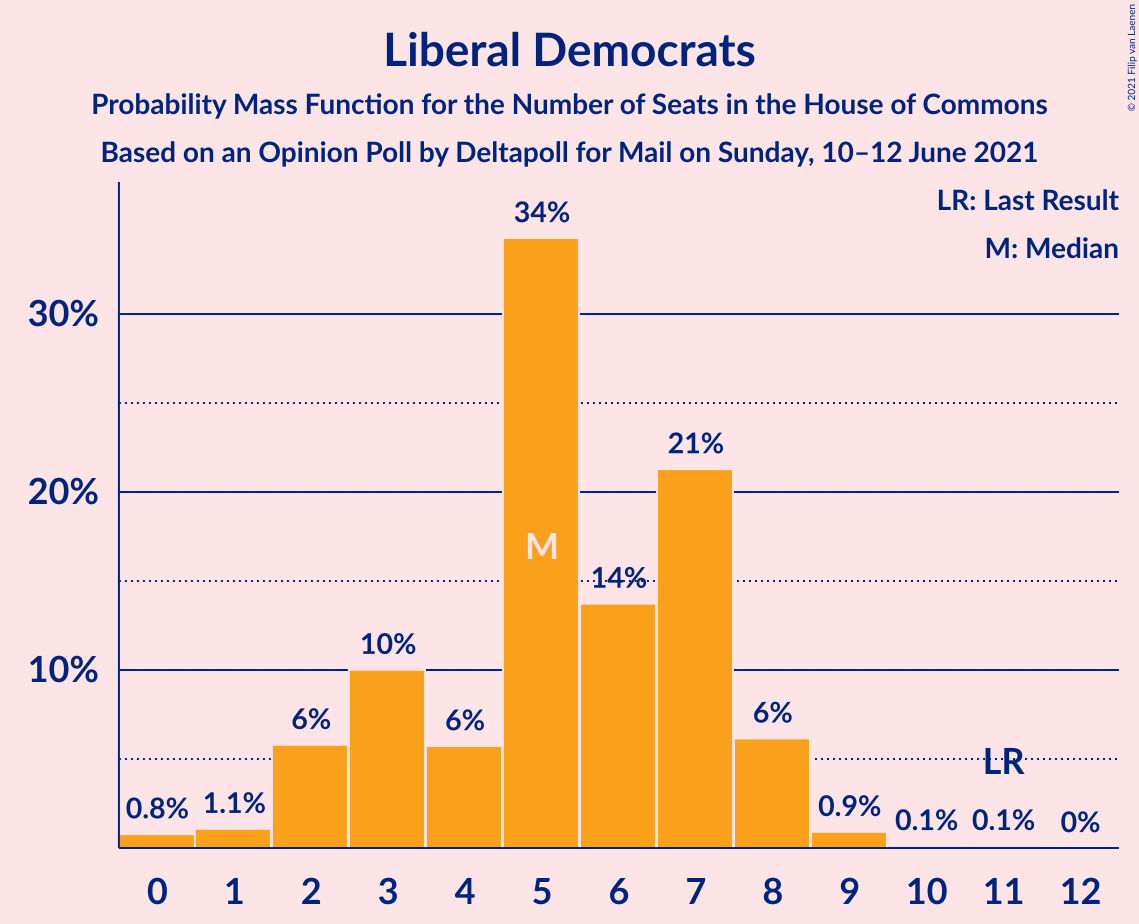 © 2021 Filip van Laenen
Liberal Democrats
Probability Mass Function for the Number of Seats in the House of Commons
Based on an Opinion Poll by Deltapoll for Mail on Sunday, 10–12 June 2021
LR: Last Result
M: Median
34%
30%
21%
20%
M
14%
10%
10%
6%
6%
6%
LR
0.8%
1.1%
0.9%
0.1%
0.1%
0%
0 1 2 3 4 5 6 7 8 9 10 11 12